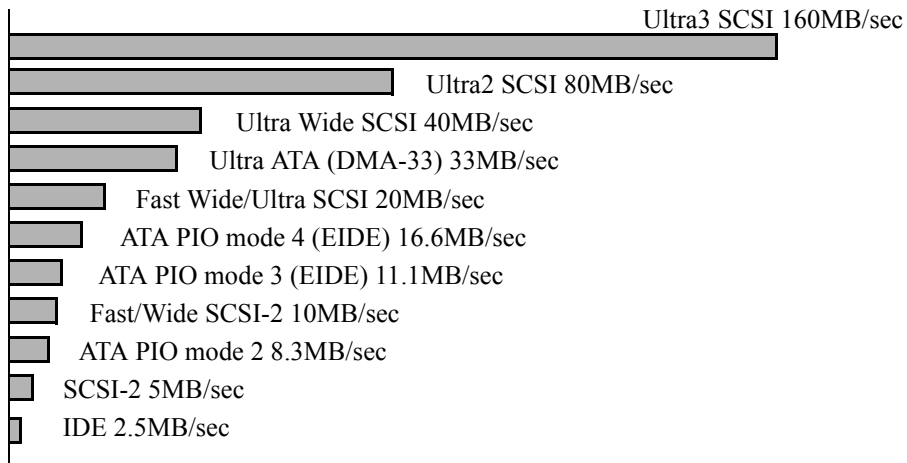 Ultra3 SCSI 160MB/sec
Ultra2 SCSI 80MB/sec
Ultra Wide SCSI 40MB/sec
Ultra ATA (DMA-33) 33MB/sec
Fast Wide/Ultra SCSI 20MB/sec
ATA PIO mode 4 (EIDE) 16.6MB/sec
ATA PIO mode 3 (EIDE) 11.1MB/sec
Fast/Wide SCSI-2 10MB/sec
ATA PIO mode 2 8.3MB/sec
SCSI-2 5MB/sec
IDE 2.5MB/sec